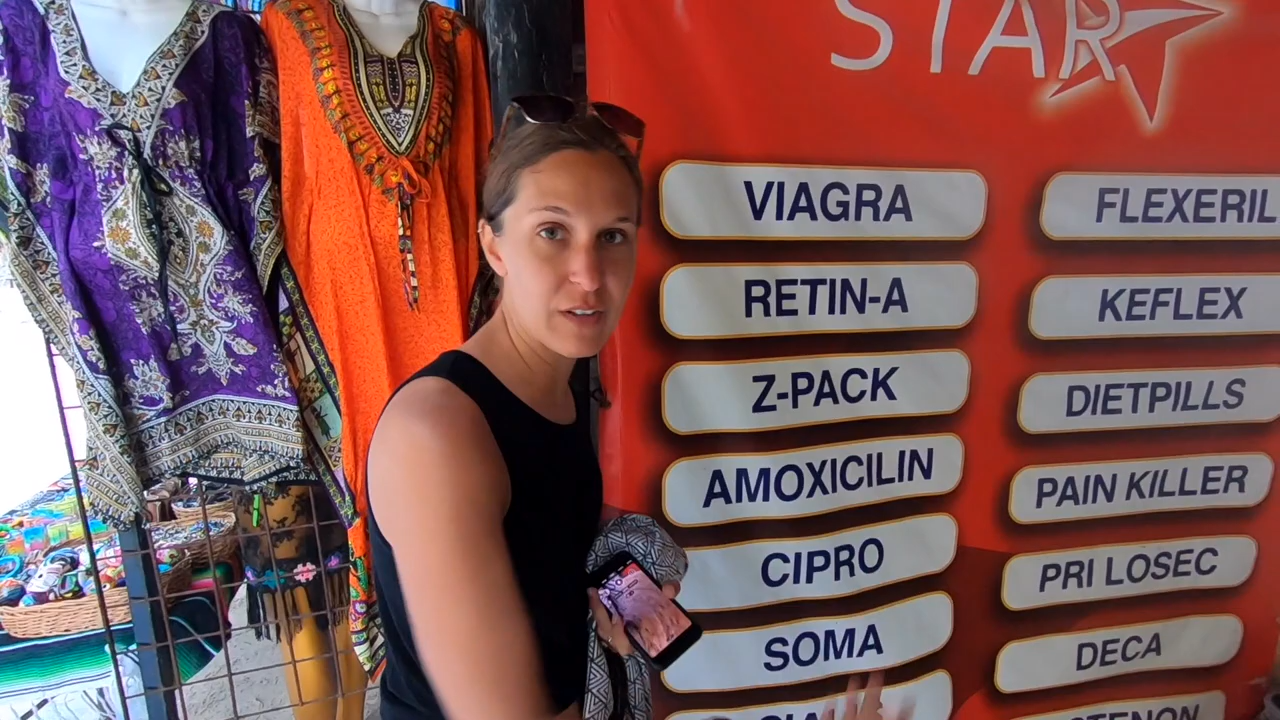 STAR
VIAGRA
RETIN-A
Z-PACK
AMOXICILIN
CIPRO
SOMA
FLEXERIL
KEFLEX
DIETPILLS
PAIN KILLER
PRI LOSEC
DECA